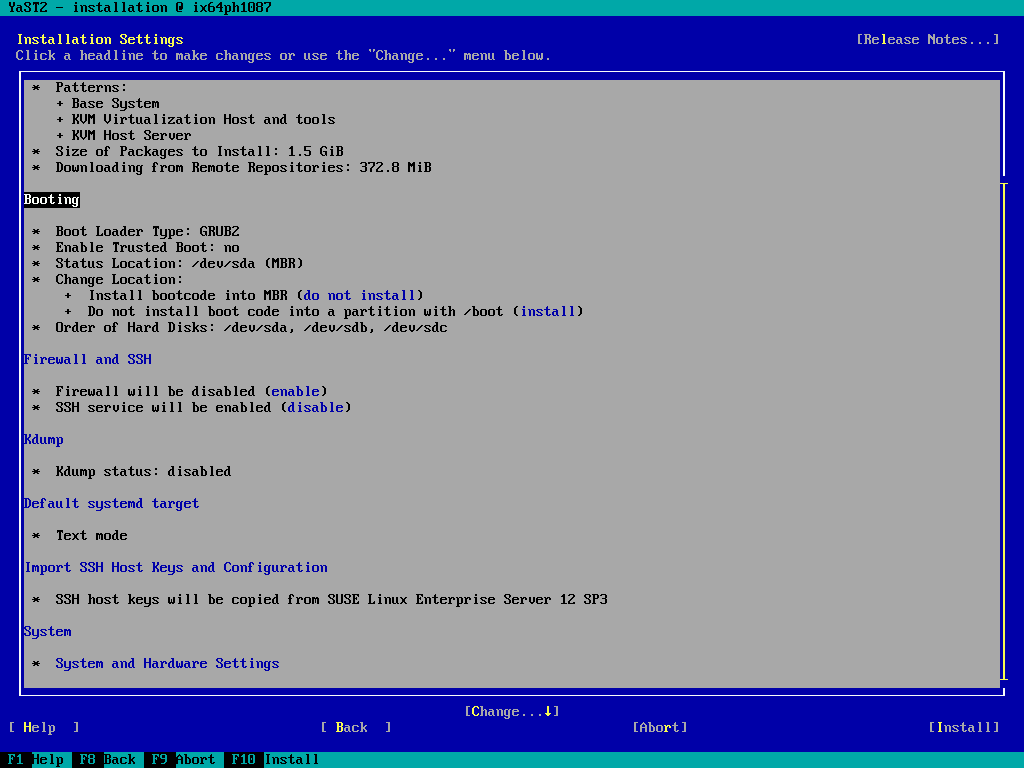 YaST2 - installation @ ix64ph1087
Installation Settings [Release Notes...]
Click a headline to make changes or use the "Change..." menu below.
* Patterns:
+ Base System
+ KVM Virtualization Host and tools
+ KVM Host Server
* Size of Packages to Install: 1.5 GiB
* Downloading from Remote Repositories: 372.8 MiB
Booting
* Boot Loader Type: GRUB2
* Enable Trusted Boot: no
* Status Location: /dev/sda (MBR)
* Change Location:
+ Install bootcode into MBR (do not install)
+ Do not install boot code into a partition with /boot (install)
* Order of Hard Disks: /dev/sda, /dev/sdb, /dev/sdc
Firewall and SSH
* Firewall will be disabled (enable)
* SSH service will be enabled (disable)
Kdump
* Kdump status: disabled
Default systemd target
* Text mode
Import SSH Host Keys and Configuration
* SSH host keys will be copied from SUSE Linux Enterprise Server 12 SP3
System
* System and Hardware Settings
[Change...↓]
[ Help ] [ Back ] [Abort] [Install]
F1 Help F8 Back F9 Abort F10 Install